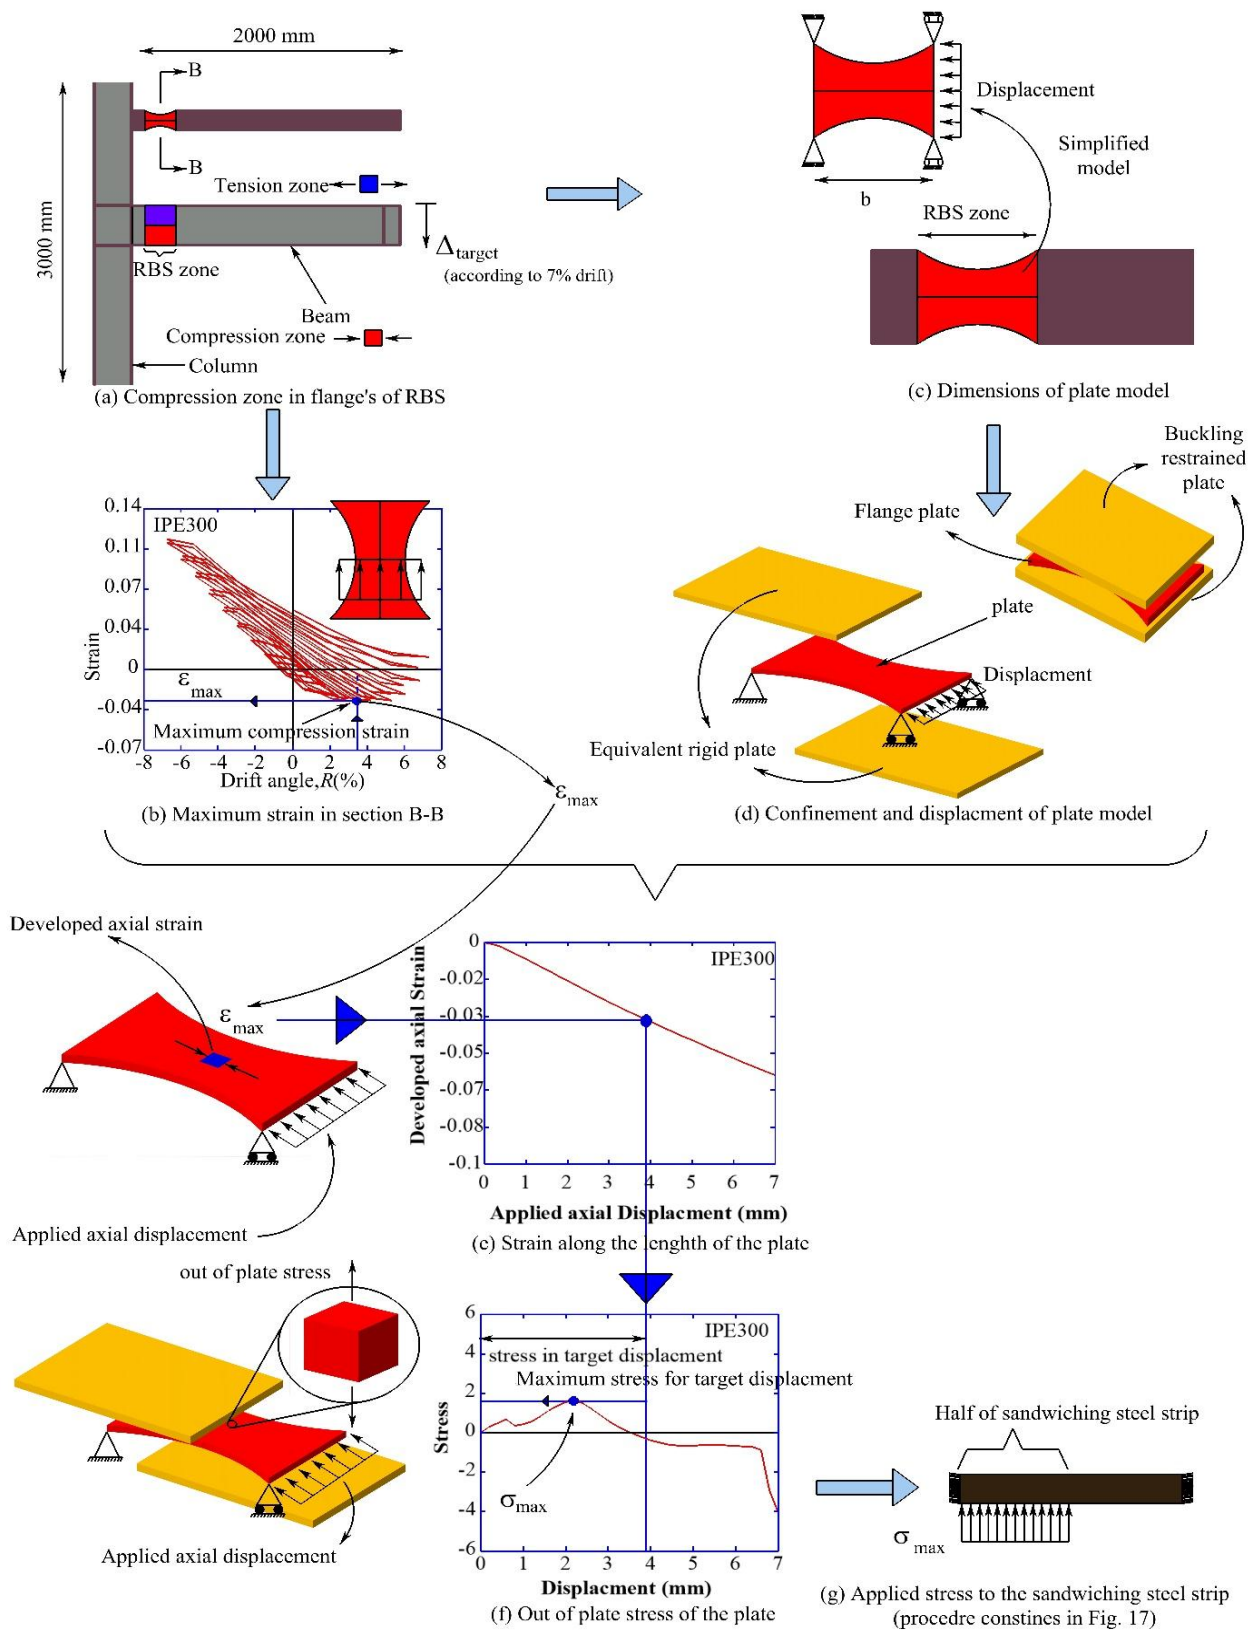 2000 mm
B
B
Tension zone
3000 mm
RBS zone
Δtarget
(according to 7% drift)
Beam
Compression zone
Column
(a) Compression zone in flange's of RBS
Displacement
Simplified
model
b
RBS zone
(c) Dimensions of plate model
0.14
0.11
0.07
0.04
0
-0.04
-0.07
Strain
IPE300
εmax
Maximum compression strain
-8 -6 -4 -2 0 2 4 6 8
Drift angle,R(%)
(b) Maximum strain in section B-B
εmax
Buckling
restrained
plate
Flange plate
plate
Displacment
Equivalent rigid plate
(d) Confinement and displacment of plate model
Developed axial strain
εmax
Applied axial displacement
0
-0.02
-0.03
-0.05
-0.07
-0.08
-0.1
Developed axial Strain
IPE300
0 1 2 3 4 5 6 7
Applied axial Displacment (mm)
(e) Strain along the lenghth of the plate
out of plate stress
Applied axial displacement
6
4
2
0
-2
-4
-6
Stress
IPE300
stress in target displacment
Maximum stress for target displacment
σmax
0 1 2 3 4 5 6 7
Displacment (mm)
(f) Out of plate stress of the plate
Half of sandwiching steel strip
σmax
(g) Applied stress to the sandwiching steel strip
(procedre constines in Fig. 17)